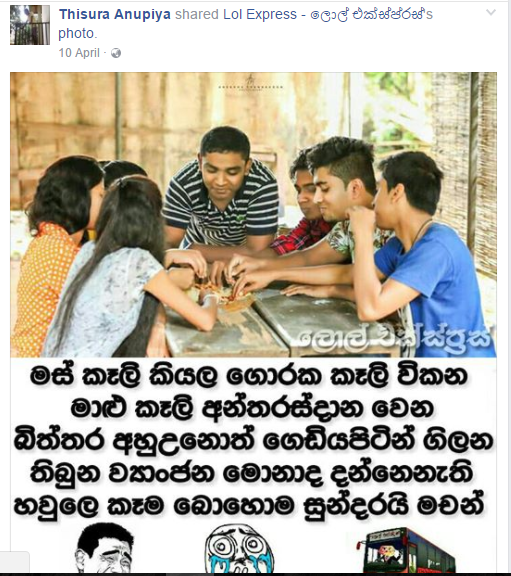 Thisura Anupiya shared Lol Express - ලොල් එක්ස්ප්රස්'s
photo.
10 April
ලොල් එක්ස්ප්‍රස්
මස් කෑලි කියල ගොරක කෑලි විකන
මාළු කෑලි අන්තරස්දාන වෙන
බිත්තර අහුඋනොත් ගෙඩියපිටින් ගිලන
තිබුන ව්‍යාංජන මොනාද දන්නෙනැති
හවුලෙ කෑම බොහොම සුන්දරයි මචන්